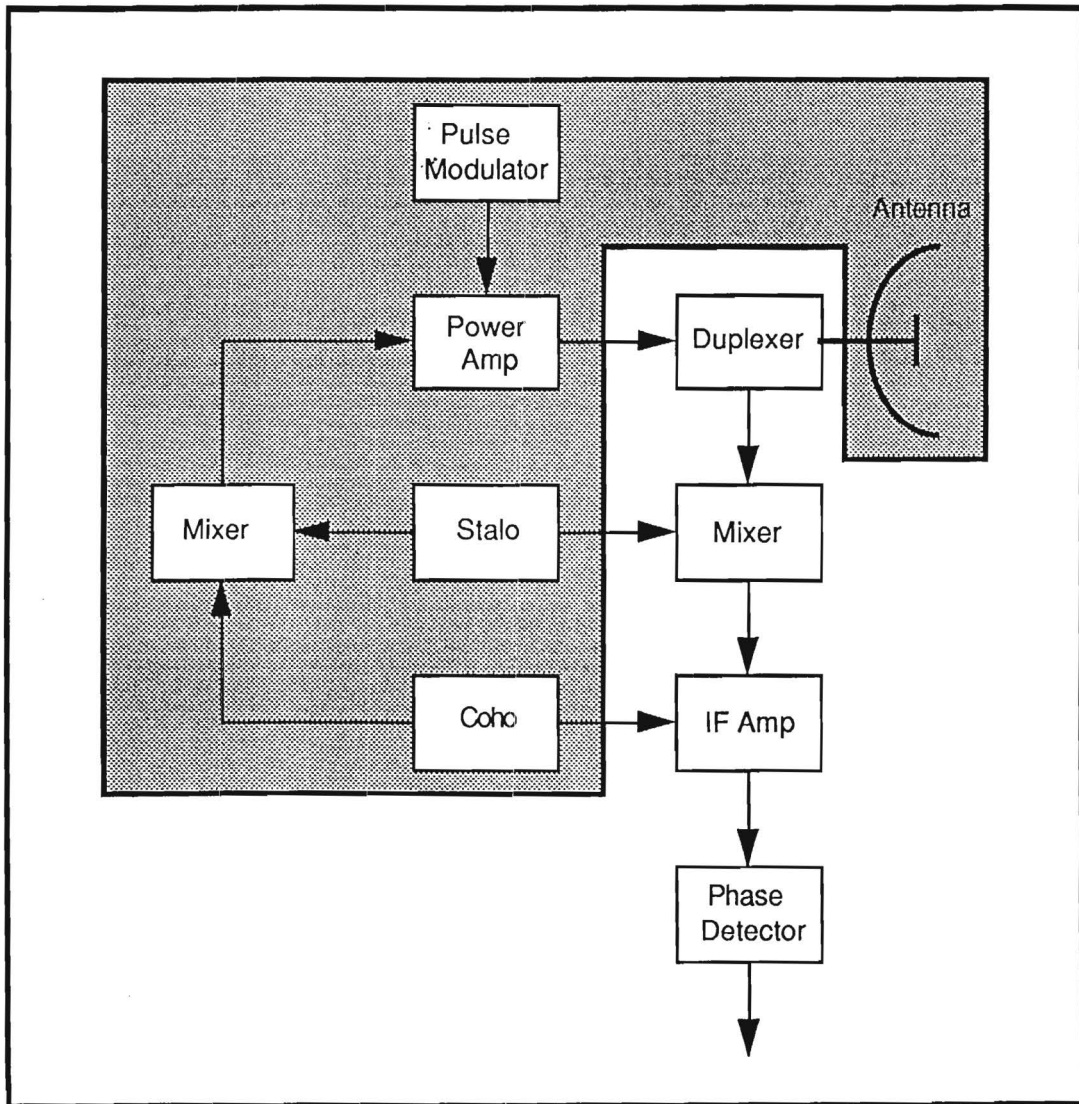 Pulse
Modulator
Antenna
Power
Amp
Duplexer
Mixer
Stalo
Mixer
Coho
IF Amp
Phase
Detector